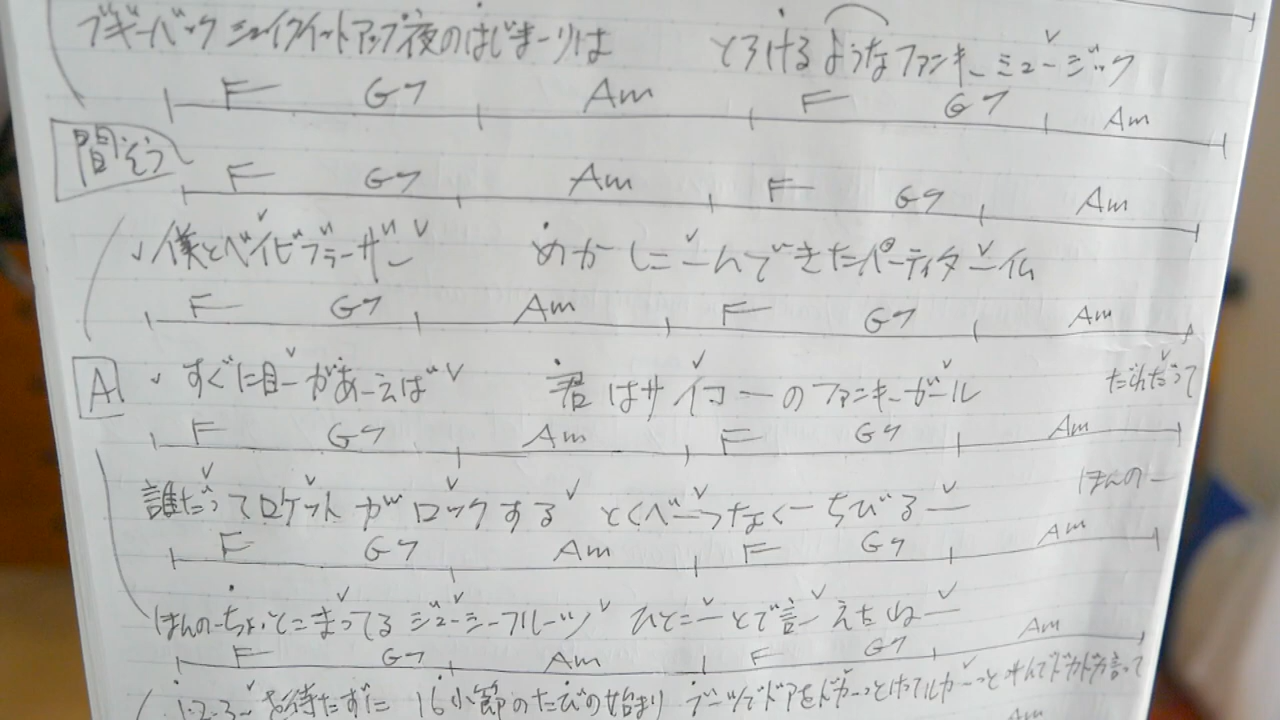 ブギーバック シェイクイットアップ 夜のはじまーりは とろけるようなファンキーミュージック
F G7 Am F G7 Am
間そう F G7 Am F G7 Am
僕とベイビブラーザー めかしこーんできたパーティターイム
F G7 Am F G7 Am
A すぐに目ーがあーえば 君はサイコーのファンキーガール だれだって
F G7 Am F G7 Am
誰だってロケットがロックする とくべーつなくーちびるー ほんのー
F G7 Am F G7 Am
ほんのーちょいとこまってるジューシーフルーツ ひとこーとで言ーえちゃねー
F G7 Am F G7 Am
1・2・3ーを待たずに 16小節のたびの始まり ブーツでドアをドカーっとけってルカーっと叫んでドカドカ言って
Am